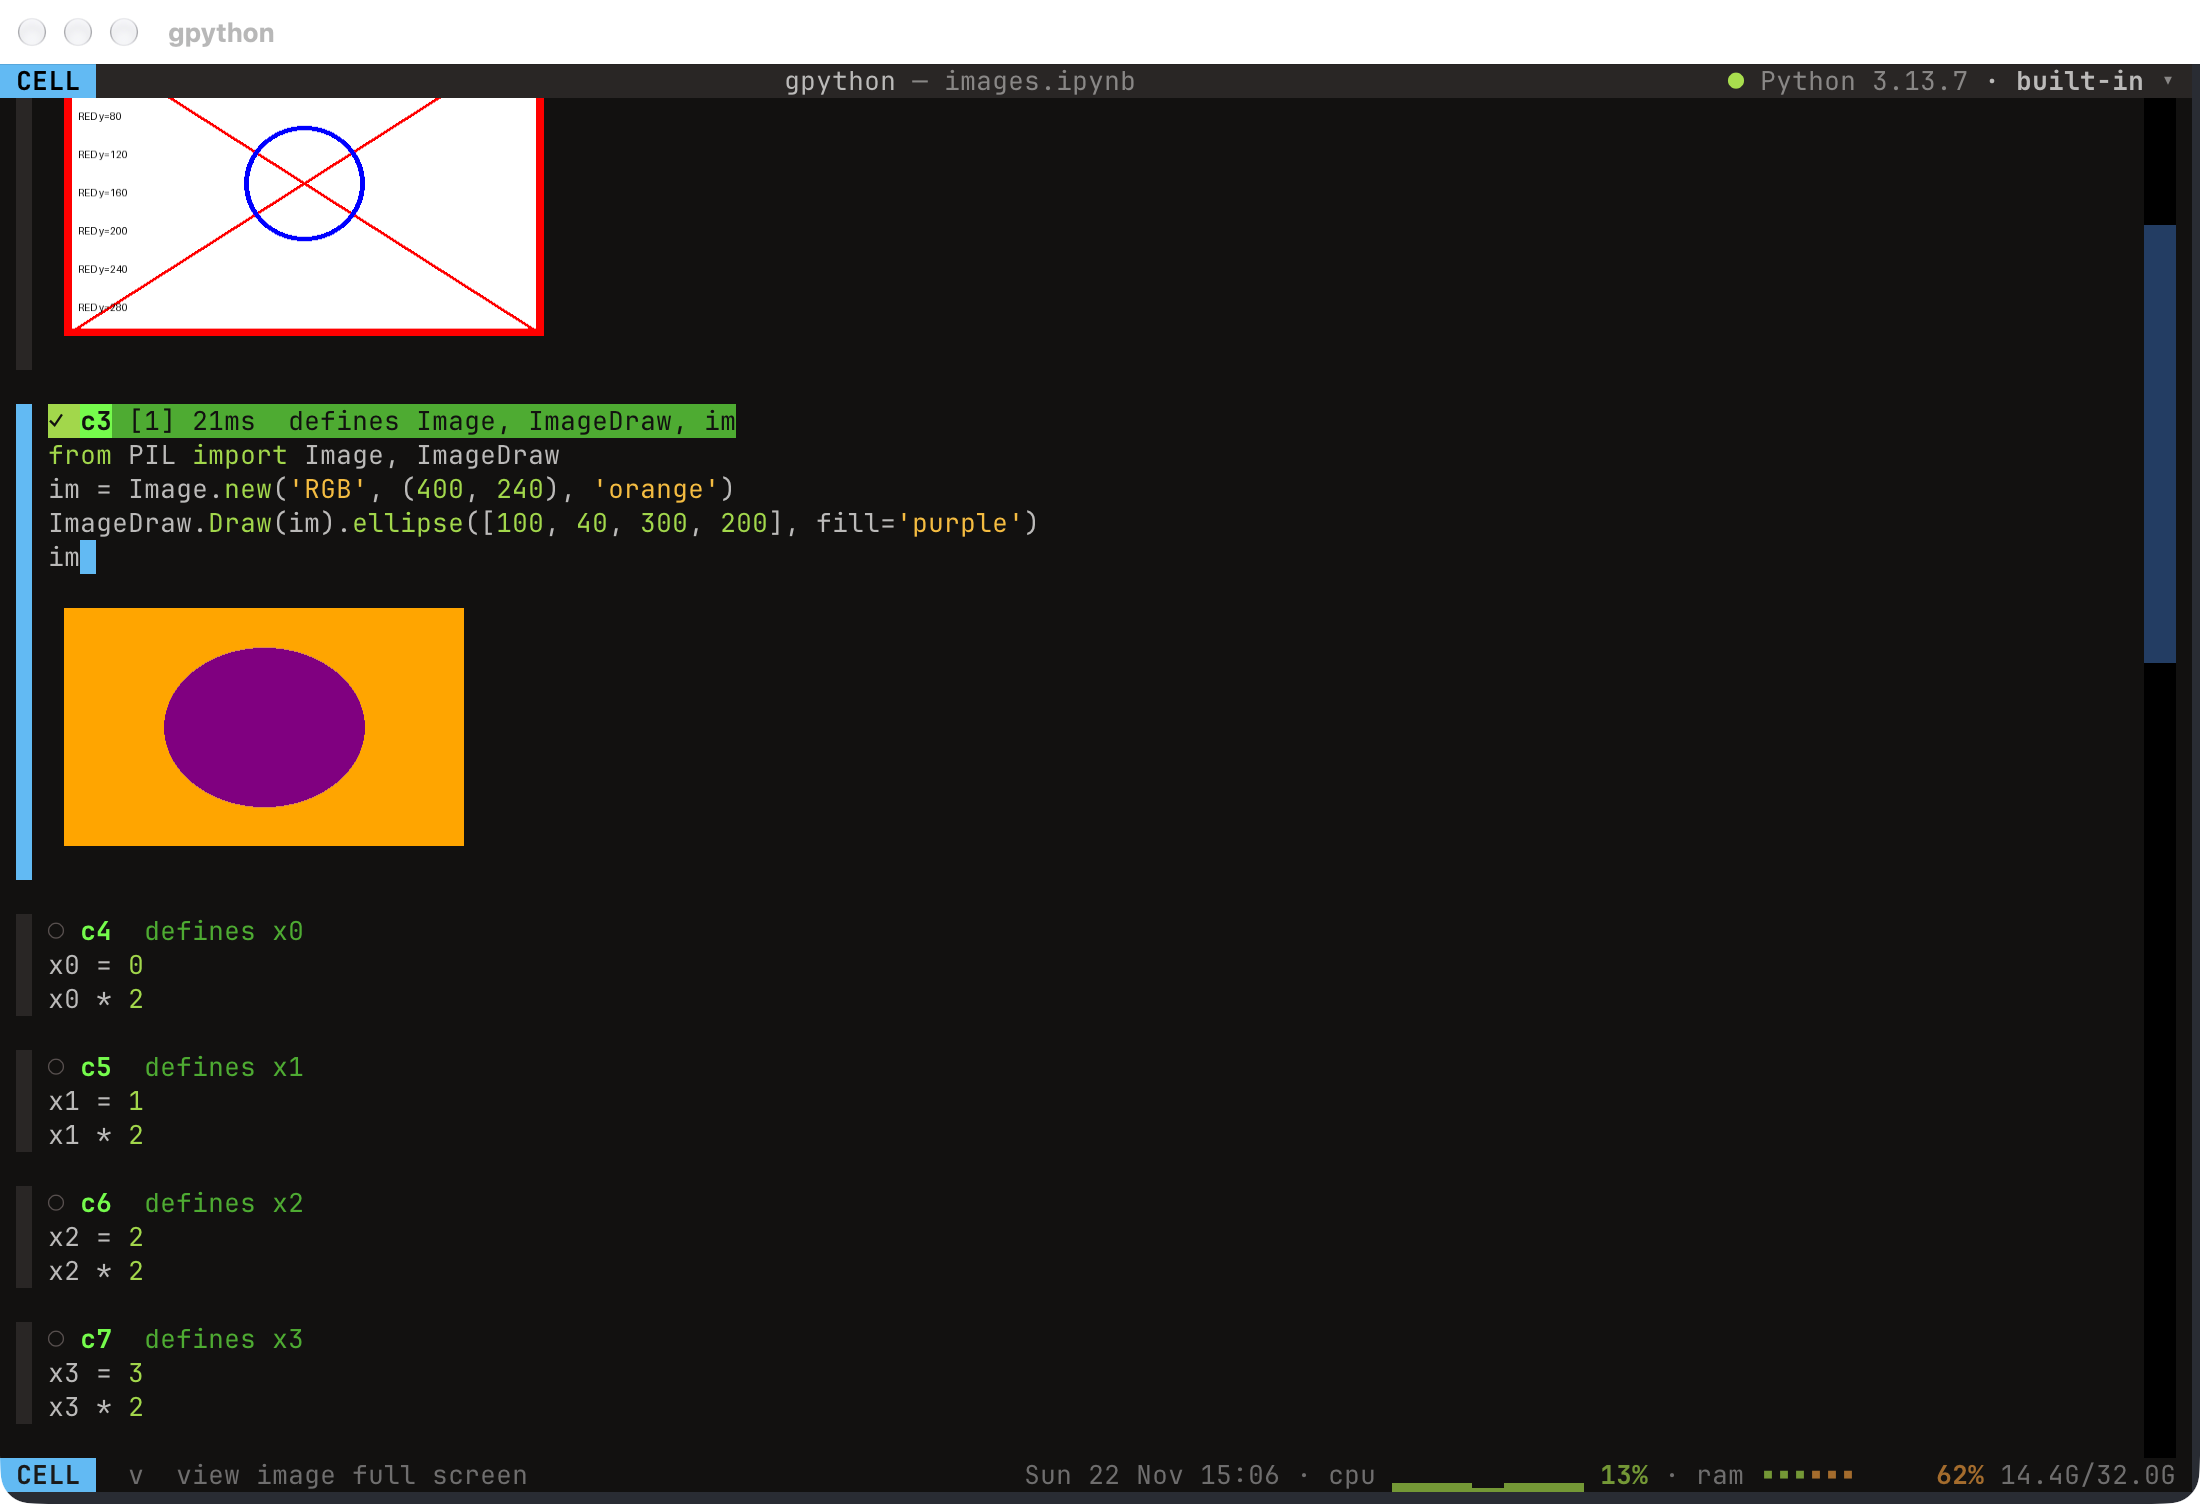 gpython
CELL gpython — images.ipynb ● Python 3.13.7 · built-in ▾
RED y=80
RED y=120
RED y=160
RED y=200
RED y=240
RED y=280
✓ c3 [1] 21ms  defines Image, ImageDraw, im
from PIL import Image, ImageDraw
im = Image.new('RGB', (400, 240), 'orange')
ImageDraw.Draw(im).ellipse([100, 40, 300, 200], fill='purple')
im
○ c4  defines x0
x0 = 0
x0 * 2
○ c5  defines x1
x1 = 1
x1 * 2
○ c6  defines x2
x2 = 2
x2 * 2
○ c7  defines x3
x3 = 3
x3 * 2
CELL  v  view image full screen  Sun 22 Nov 15:06 · cpu 13% · ram 62% 14.4G/32.0G